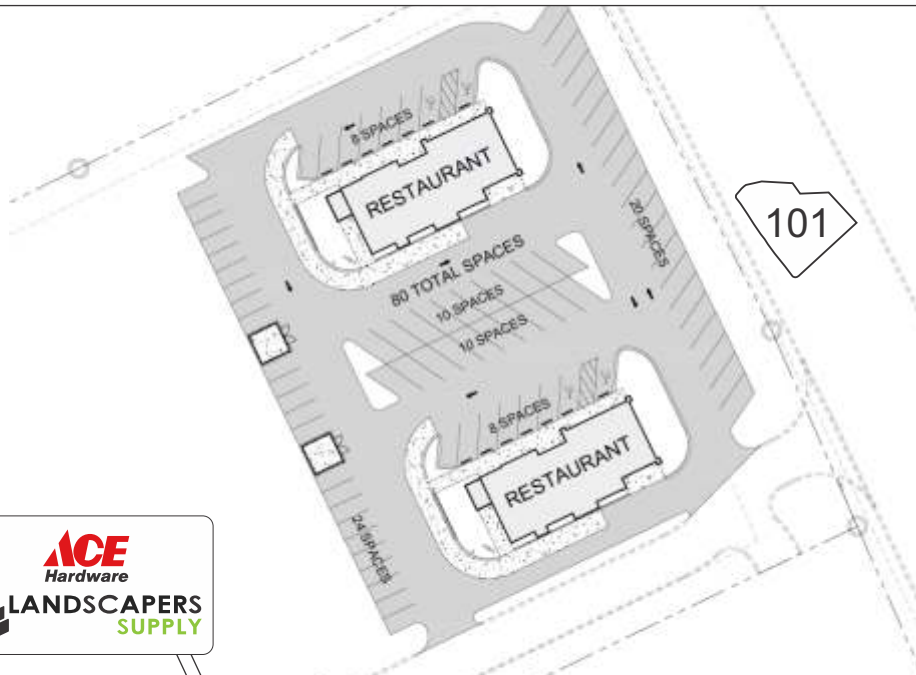 8 SPACES
RESTAURANT
20 SPACES
101
80 TOTAL SPACES
10 SPACES
10 SPACES
8 SPACES
RESTAURANT
24 SPACES
ACE
Hardware
LANDSCAPERS
SUPPLY